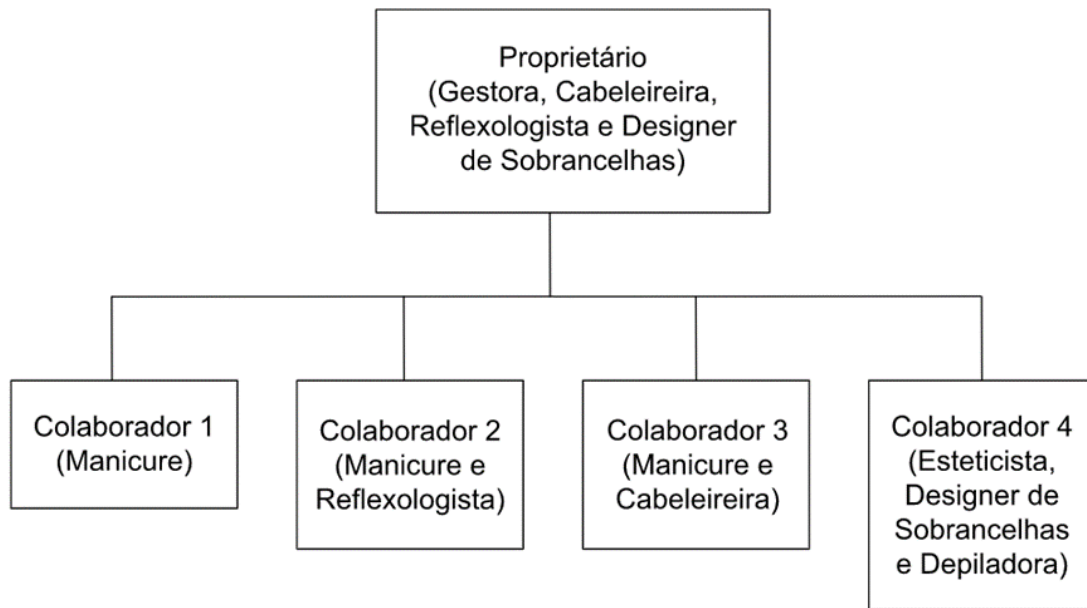 Proprietário
(Gestora, Cabeleireira,
Reflexologista e Designer
de Sobrancelhas)
Colaborador 1
(Manicure)
Colaborador 2
(Manicure e
Reflexologista)
Colaborador 3
(Manicure e
Cabeleireira)
Colaborador 4
(Esteticista,
Designer de
Sobrancelhas
e Depiladora)